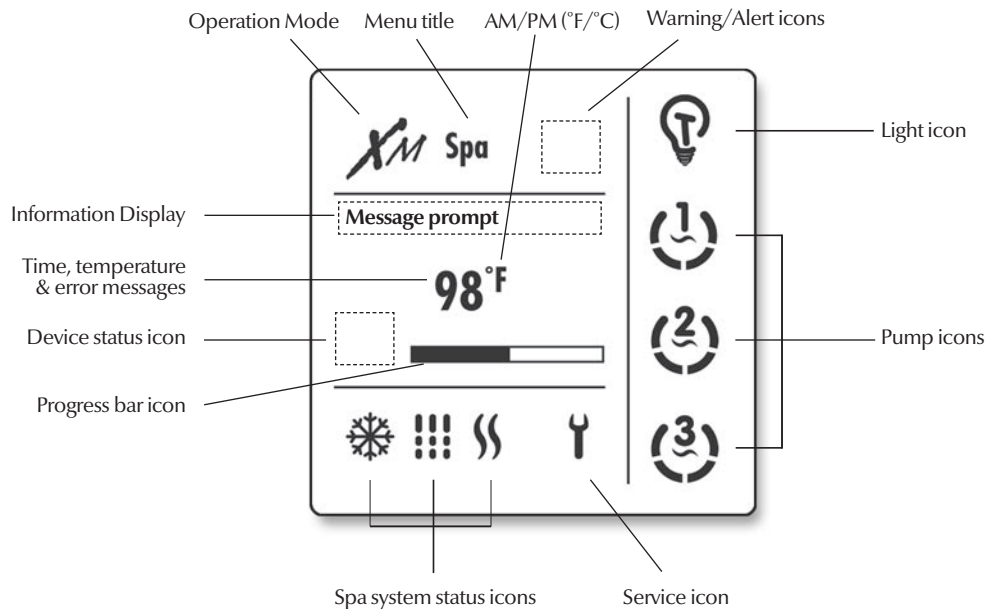 Operation Mode
Menu title
AM/PM (°F/°C)
Warning/Alert icons
XM Spa
Light icon
Information Display
Message prompt
1
Time, temperature
& error messages
98°F
Device status icon
2
Pump icons
Progress bar icon
3
Spa system status icons
Service icon